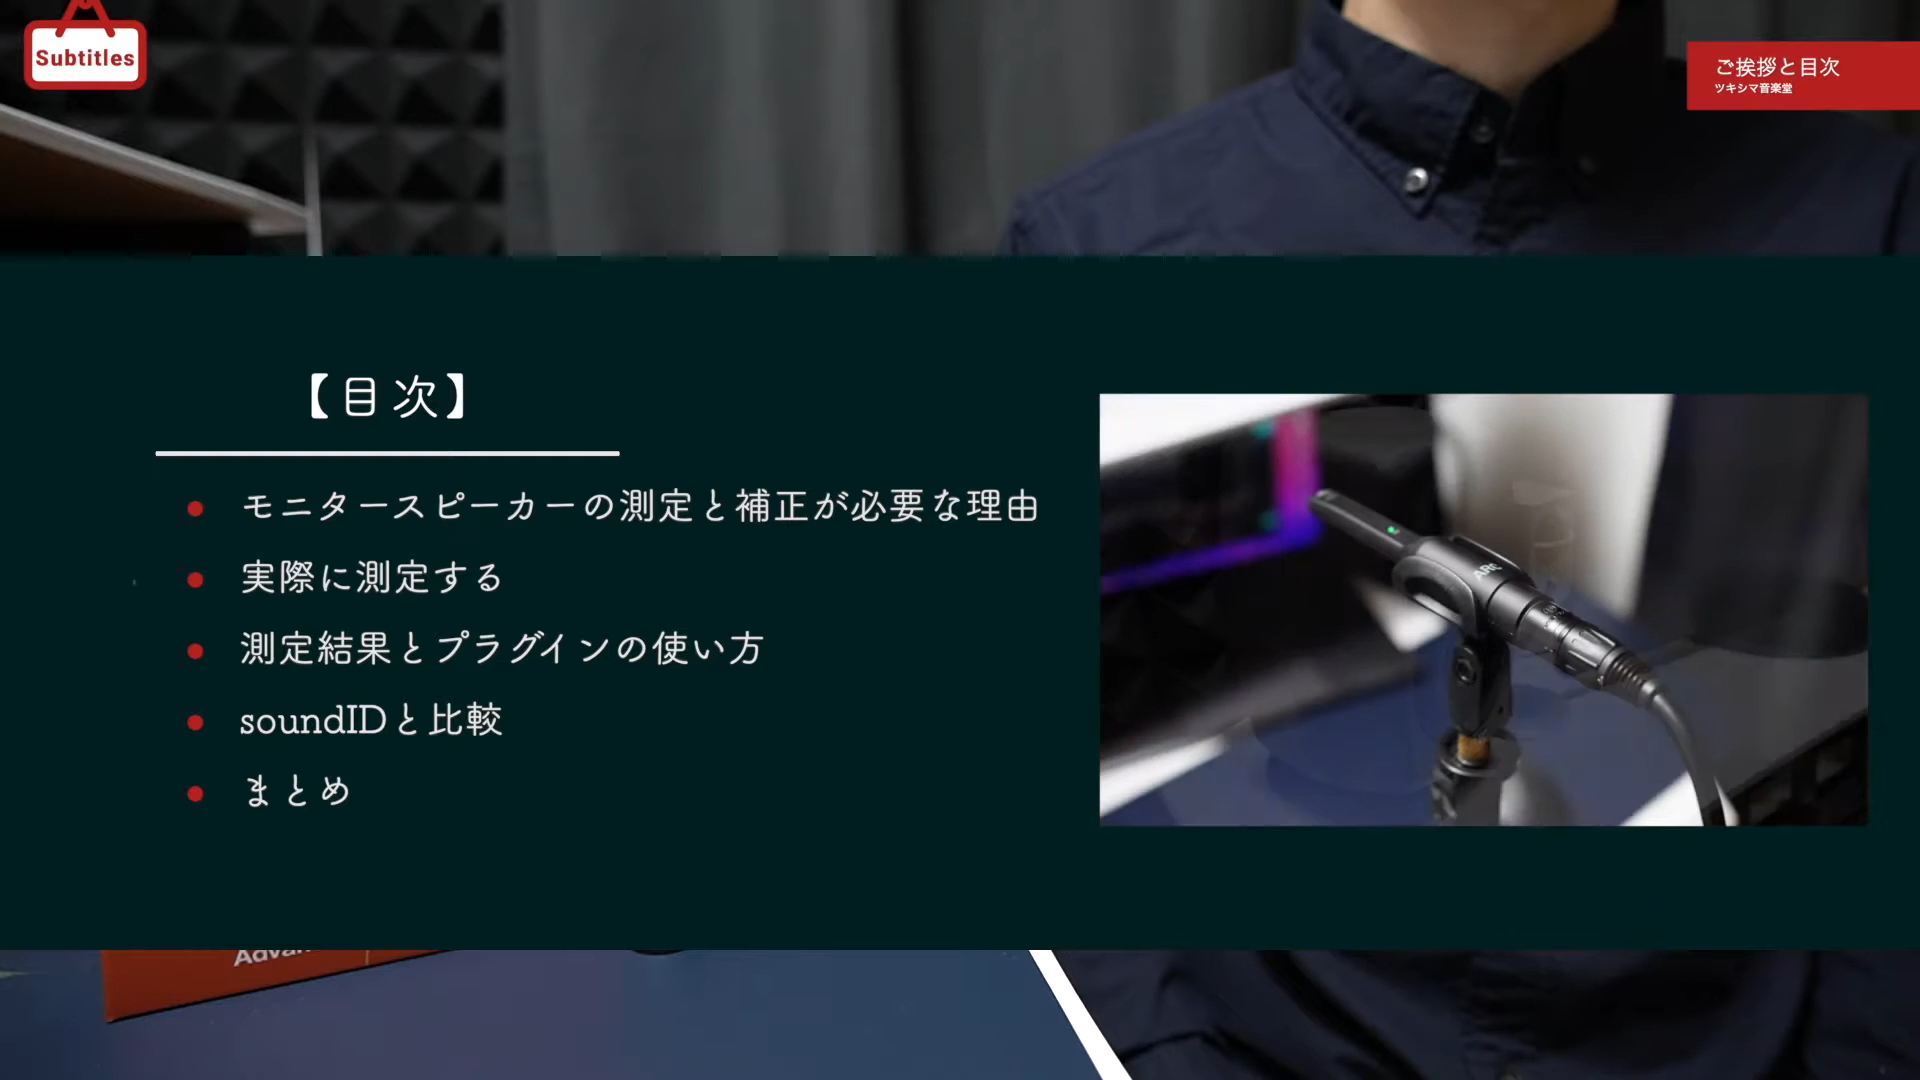 Subtitles
ご挨拶と目次
ツキシマ音楽堂
【目次】
モニタースピーカーの測定と補正が必要な理由
実際に測定する
測定結果とプラグインの使い方
soundIDと比較
まとめ
ARC